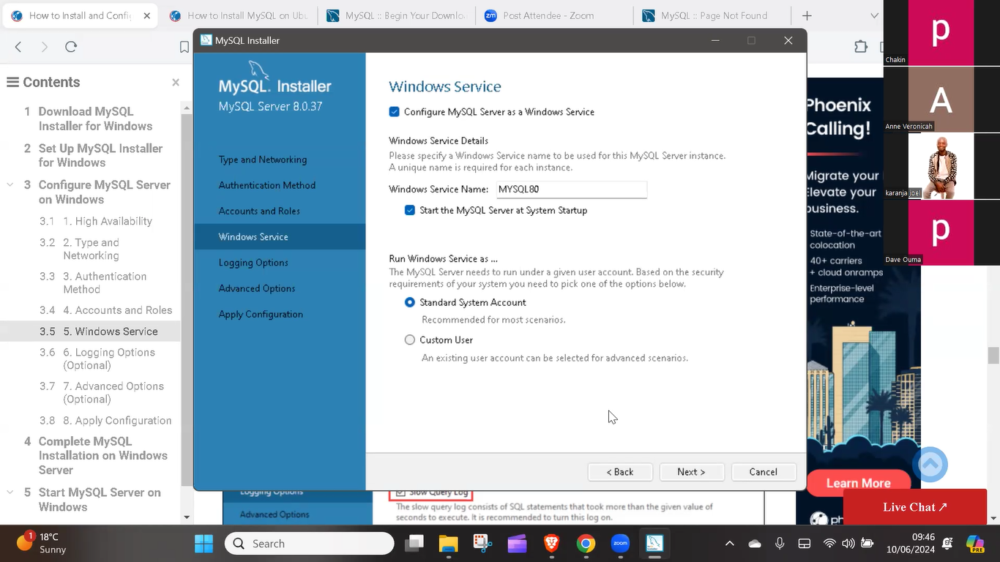 How to Install and Confi
How to Install MySQL on Ubu
MySQL :: Begin Your Downlo
Post Attendee - Zoom
MySQL :: Page Not Found
MySQL Installer
Contents
1 Download MySQL
Installer for Windows
2 Set Up MySQL Installer
for Windows
3 Configure MySQL Server
on Windows
3.1 1. High Availability
3.2 2. Type and
Networking
3.3 3. Authentication
Method
3.4 4. Accounts and Roles
3.5 5. Windows Service
3.6 6. Logging Options
(Optional)
3.7 7. Advanced Options
(Optional)
3.8 8. Apply Configuration
4 Complete MySQL
Installation on Windows
Server
5 Start MySQL Server on
Windows
MySQL. Installer
MySQL Server 8.0.37
Type and Networking
Authentication Method
Accounts and Roles
Windows Service
Logging Options
Advanced Options
Apply Configuration
Windows Service
Configure MySQL Server as a Windows Service
Windows Service Details
Please specify a Windows Service name to be used for this MySQL Server instance.
A unique name is required for each instance.
Windows Service Name: MYSQL80
Start the MySQL Server at System Startup
Run Windows Service as ...
The MySQL Server needs to run under a given user account. Based on the security
requirements of your system you need to pick one of the options below.
Standard System Account
Recommended for most scenarios.
Custom User
An existing user account can be selected for advanced scenarios.
< Back
Next >
Cancel
Logging Options
Advanced Options
Slow Query Log
The slow query log consists of SQL statements that took more than the given value of
seconds to execute. It is recommended to turn this log on.
p
Chakin
A
Anne Veronicah
karanja joel
p
Dave Ouma
Phoenix
Calling!
Migrate your
Elevate your
business.
State-of-the-art
colocation
40+ carriers
+ cloud onramps
Enterprise-level
performance
Learn More
Live Chat
ph
1
18°C
Sunny
Search
zoom
09:46
10/06/2024
PRE